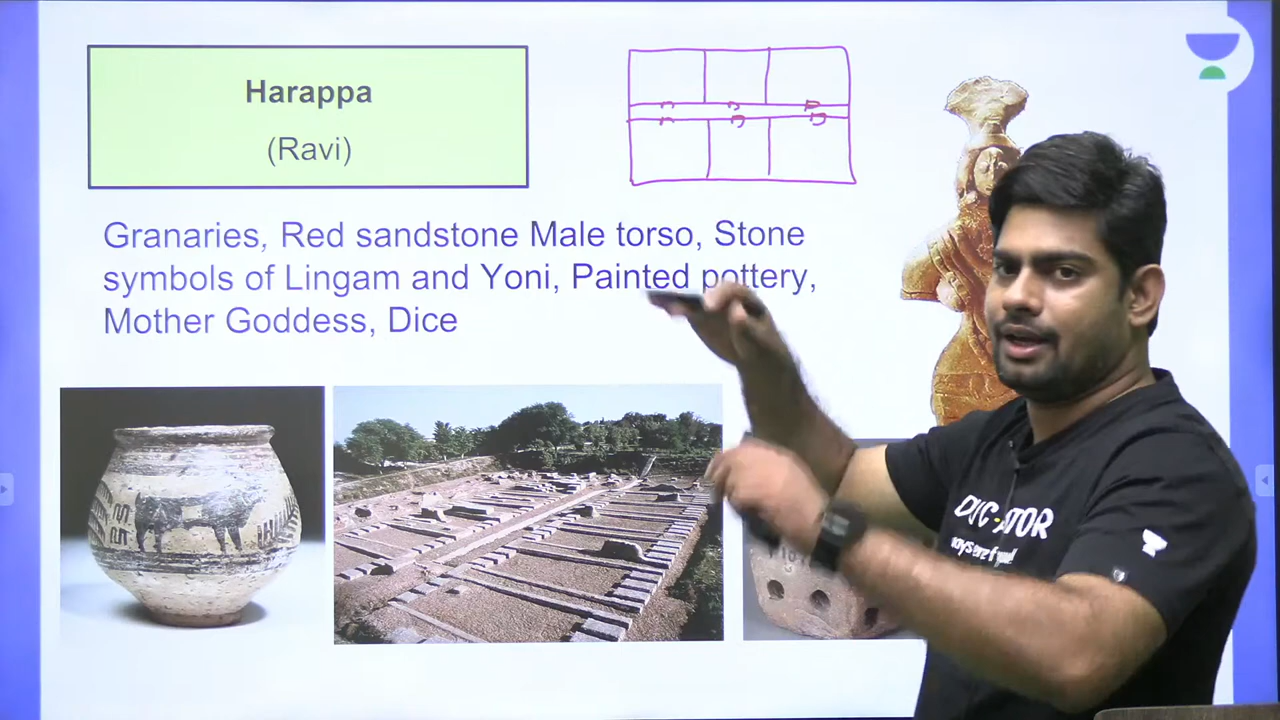 Harappa
(Ravi)
Granaries, Red sandstone Male torso, Stone
symbols of Lingam and Yoni, Painted pottery,
Mother Goddess, Dice